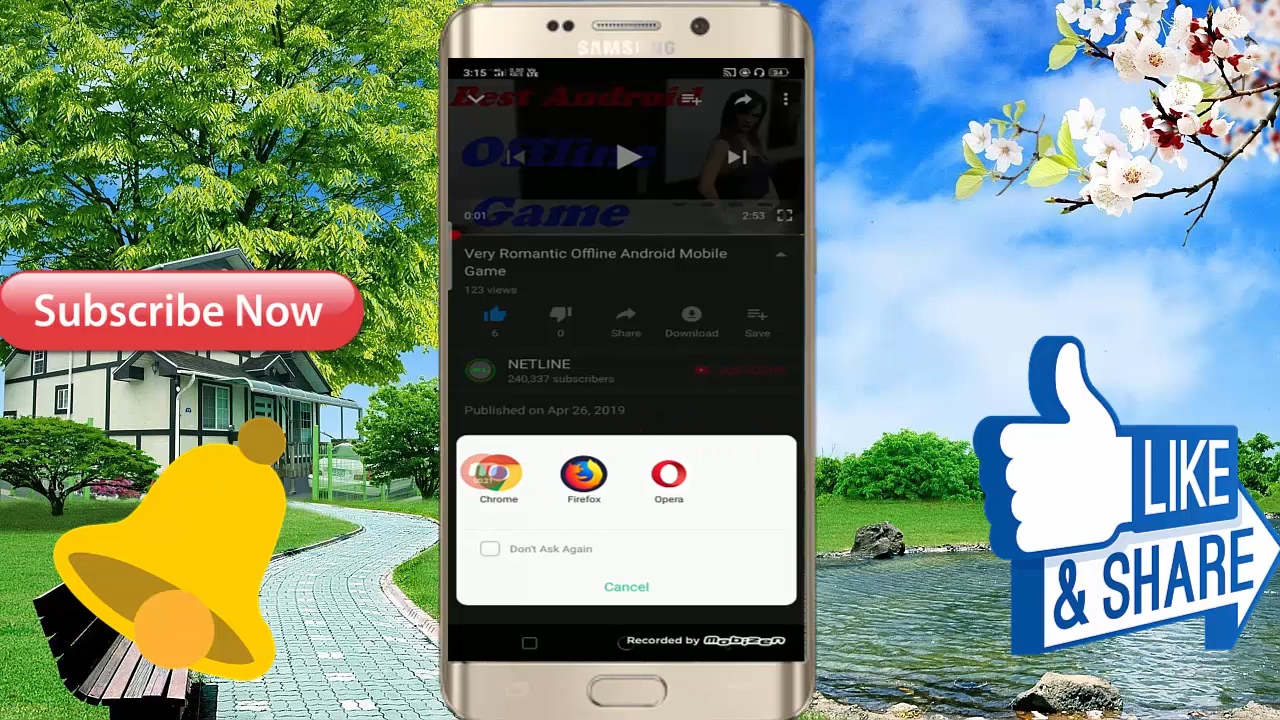 SAMSUNG
3:15
34
Best Android
Offline
Game
0:01
2:53
Very Romantic Offline Android Mobile
Game
123 views
6
0
Share
Download
Save
NETLINE
240,337 subscribers
Published on Apr 26, 2019
Chrome
Firefox
Opera
Don't Ask Again
Cancel
Recorded by mobizen
Subscribe Now
LIKE
& SHARE